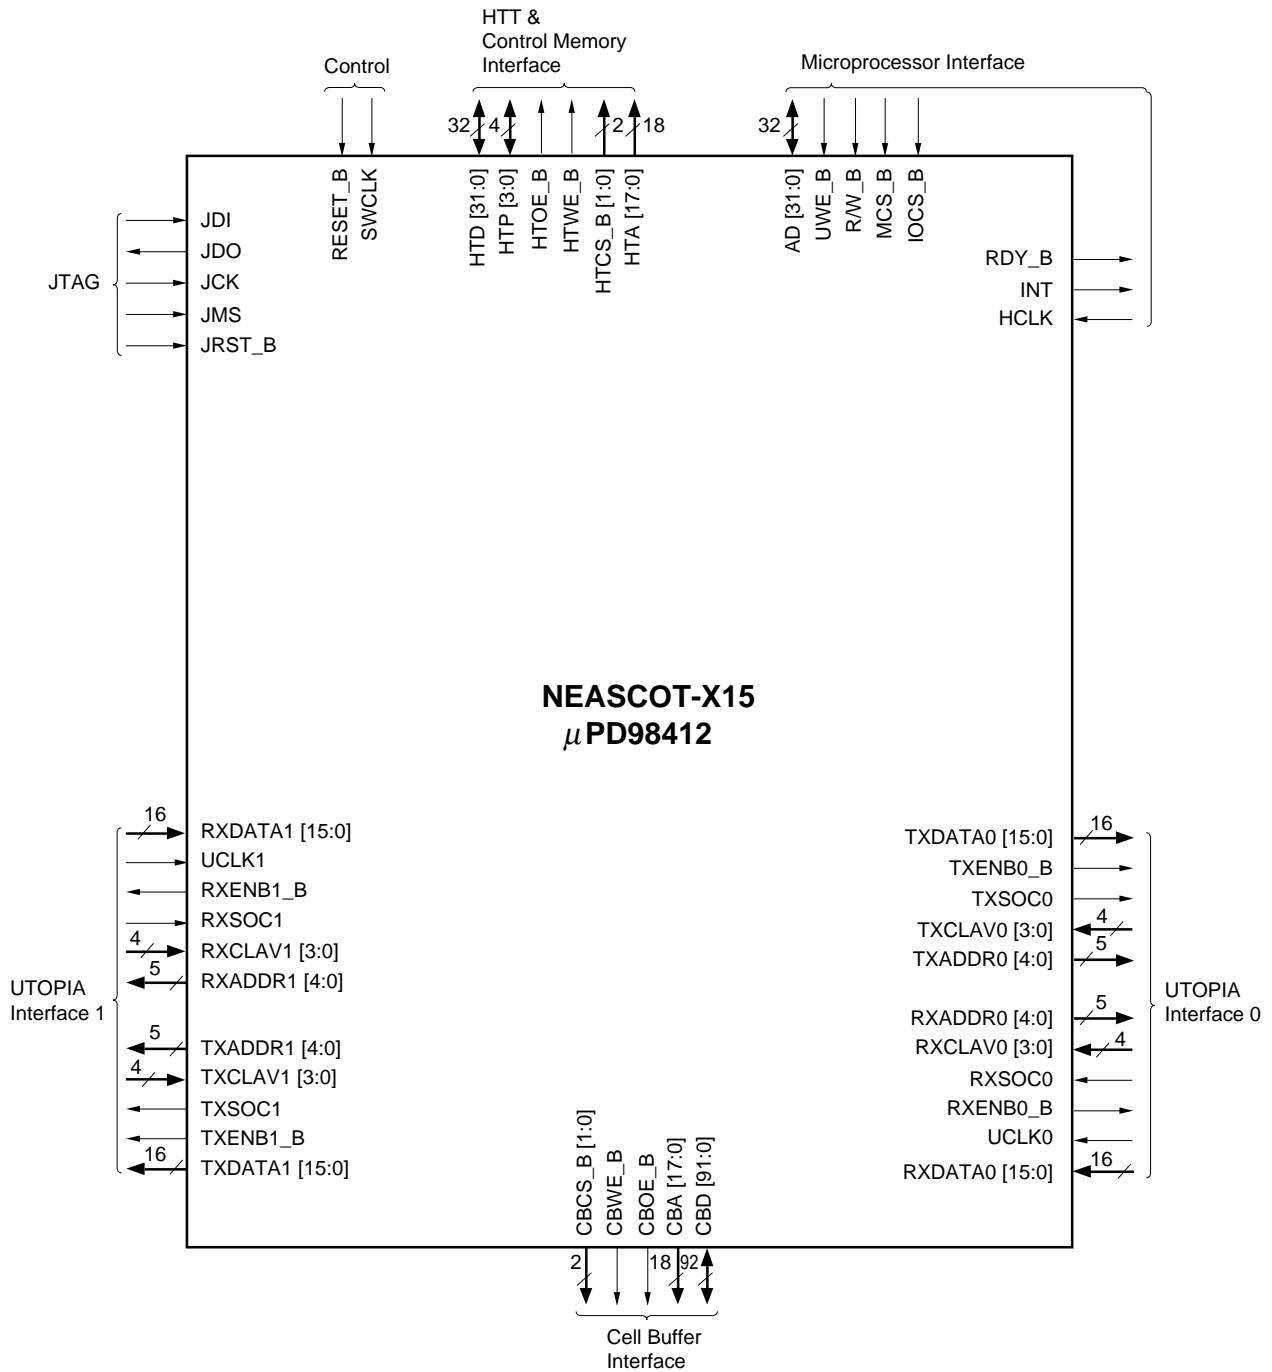 HTT &
Control Memory
Interface
Control
Microprocessor Interface
32
4
2
18
32
RESET_B
SWCLK
HTD [31:0]
HTP [3:0]
HTOE_B
HTWE_B
HTCS_B [1:0]
HTA [17:0]
AD [31:0]
UWE_B
R/W_B
MCS_B
IOCS_B
JTAG
JDI
JDO
JCK
JMS
JRST_B
RDY_B
INT
HCLK
NEASCOT-X15
μPD98412
UTOPIA
Interface 1
16
RXDATA1 [15:0]
UCLK1
RXENB1_B
RXSOC1
4
RXCLAV1 [3:0]
5
RXADDR1 [4:0]
5
TXADDR1 [4:0]
4
TXCLAV1 [3:0]
TXSOC1
TXENB1_B
16
TXDATA1 [15:0]
TXDATA0 [15:0]
16
TXENB0_B
TXSOC0
TXCLAV0 [3:0]
4
TXADDR0 [4:0]
5
RXADDR0 [4:0]
5
RXCLAV0 [3:0]
4
RXSOC0
RXENB0_B
UCLK0
RXDATA0 [15:0]
16
UTOPIA
Interface 0
CBCS_B [1:0]
CBWE_B
CBOE_B
CBA [17:0]
CBD [91:0]
2
18
92
Cell Buffer
Interface